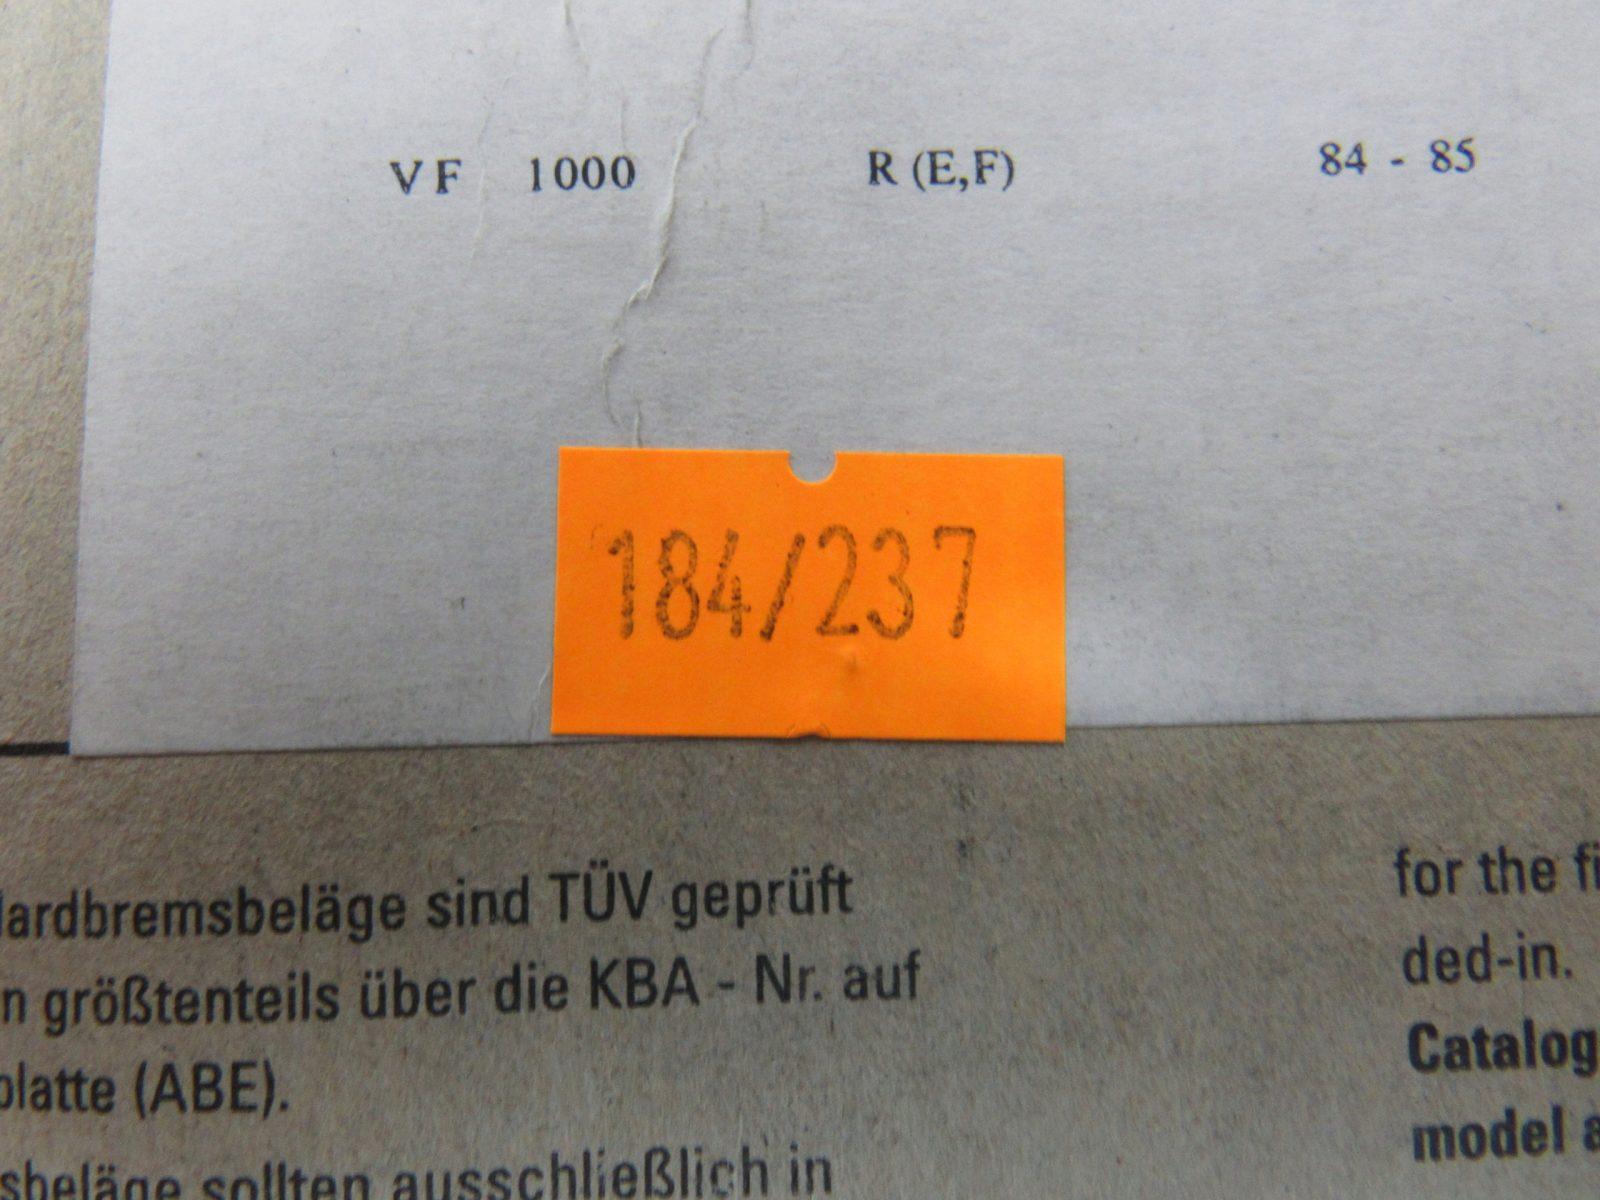 VF 1000 R (E,F) 84 - 85
184/237
dardbremsbeläge sind TÜV geprüft
n größtenteils über die KBA - Nr. auf
platte (ABE).
sbeläge sollten ausschließlich in
for the fi
ded-in.
Catalog
model a